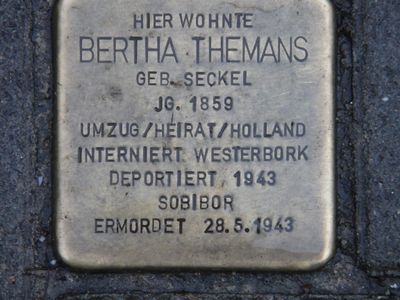 HIER WOHNTE
BERTHA THEMANS
GEB. SECKEL
JG. 1859
UMZUG/HEIRAT/HOLLAND
INTERNIERT WESTERBORK
DEPORTIERT 1943
SOBIBOR
ERMORDET 28.5.1943